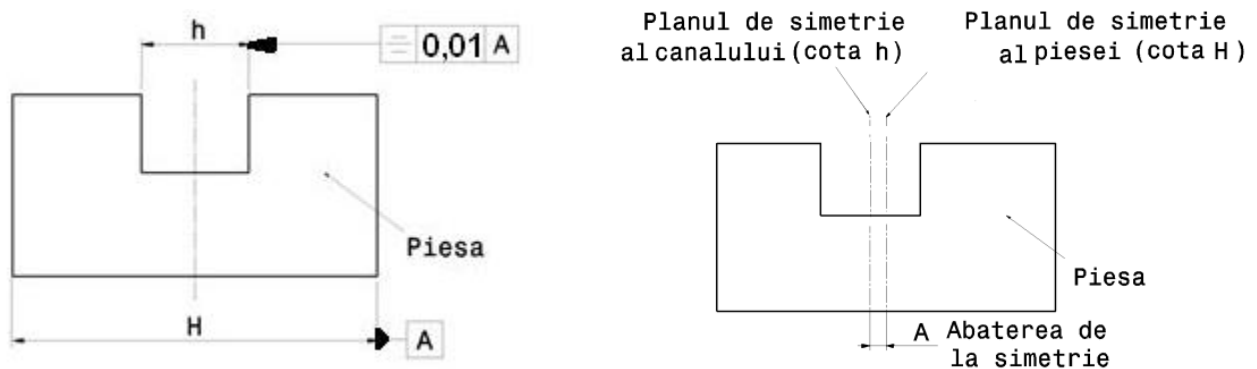 h
⌯ 0,01 A
Piesa
H
A
Planul de simetrie
al canalului (cota h)
Planul de simetrie
al piesei (cota H)
Piesa
A Abaterea de
la simetrie